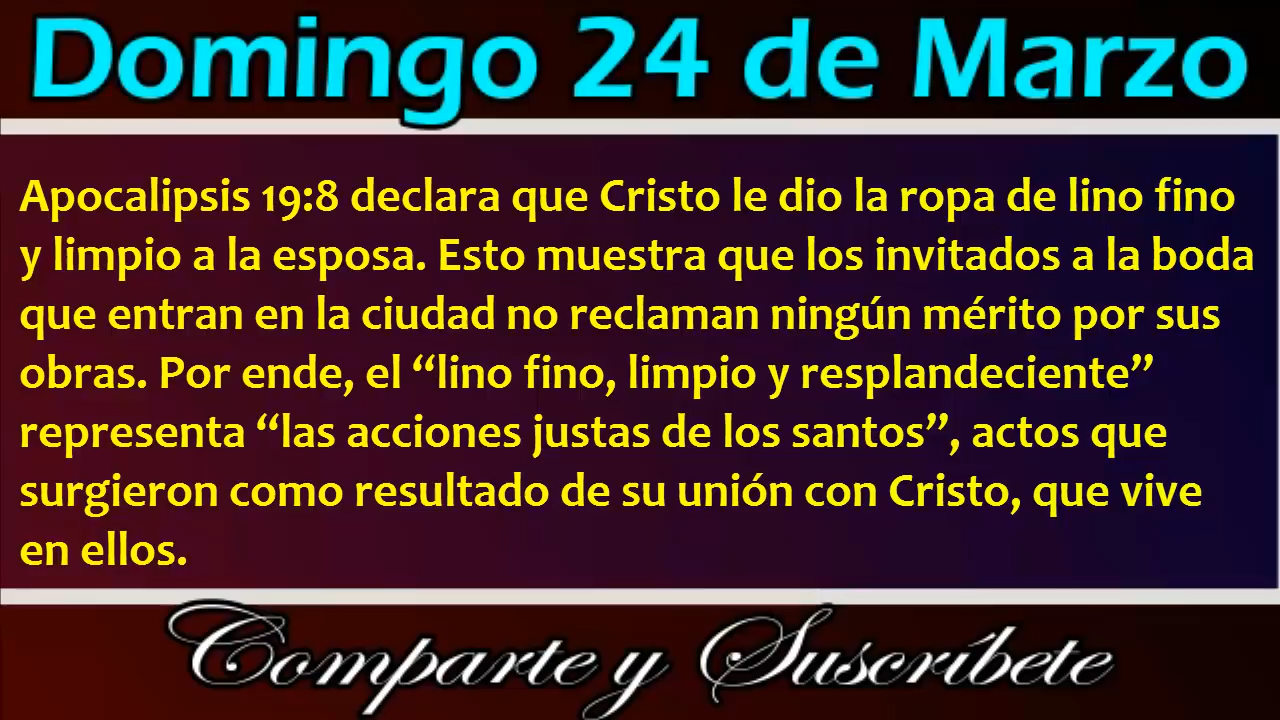 Domingo 24 de Marzo
Apocalipsis 19:8 declara que Cristo le dio la ropa de lino fino
y limpio a la esposa. Esto muestra que los invitados a la boda
que entran en la ciudad no reclaman ningún mérito por sus
obras. Por ende, el “lino fino, limpio y resplandeciente”
representa “las acciones justas de los santos”, actos que
surgieron como resultado de su unión con Cristo, que vive
en ellos.
Comparte y Suscríbete